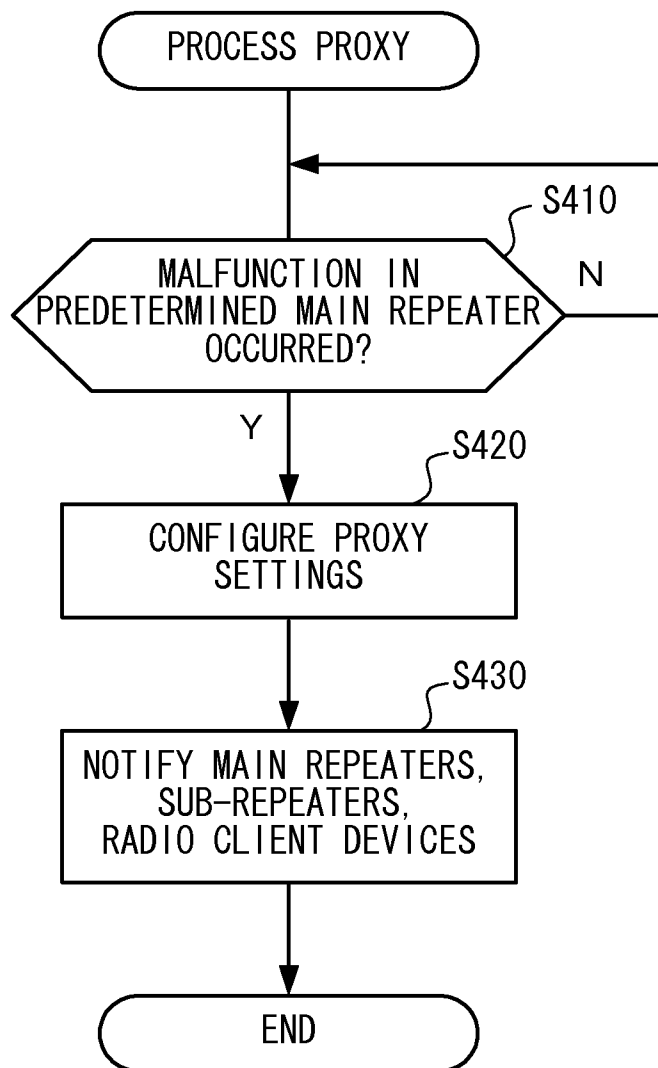 PROCESS PROXY
S410
MALFUNCTION IN
PREDETERMINED MAIN REPEATER
OCCURRED?
N
Y
S420
CONFIGURE PROXY
SETTINGS
S430
NOTIFY MAIN REPEATERS,
SUB-REPEATERS,
RADIO CLIENT DEVICES
END